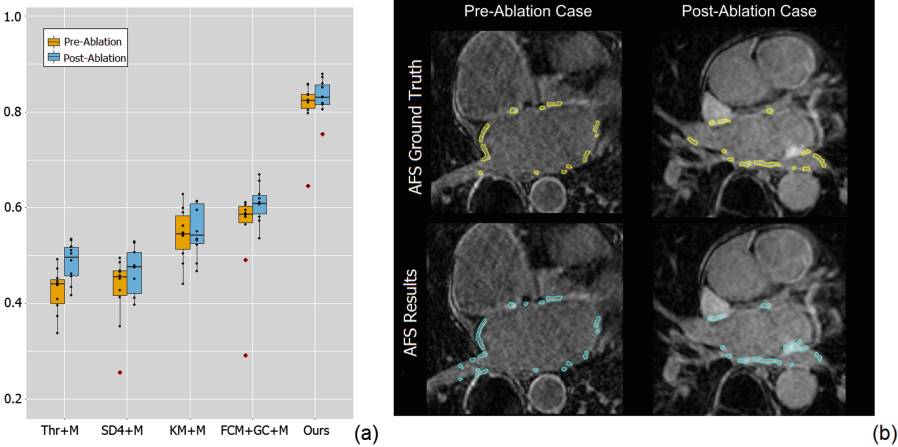 1.0
0.8
0.6
0.4
0.2
Pre-Ablation
Post-Ablation
Thr+M SD4+M KM+M FCM+GC+M Ours
(a)
Pre-Ablation Case Post-Ablation Case
AFS Ground Truth
AFS Results
(b)